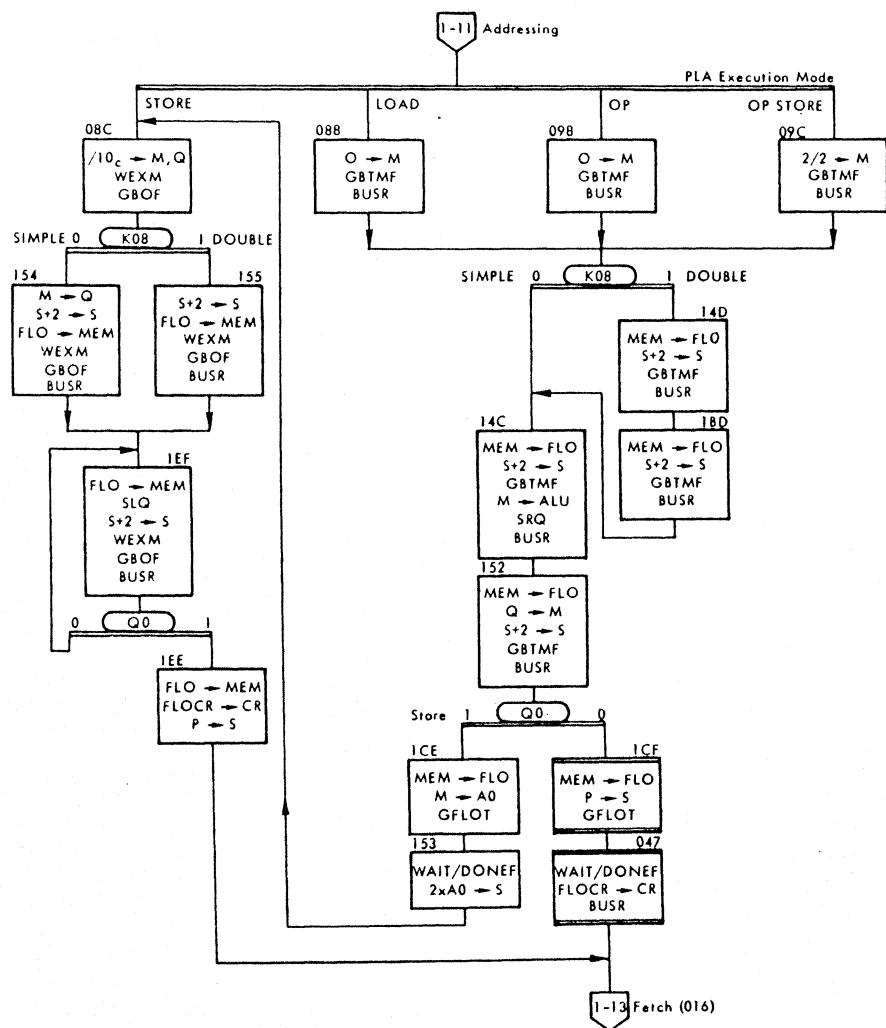 1-11 Addressing
PLA Execution Mode
STORE
LOAD
OP
OP STORE
08C
/10c → M, Q
WEXM
GBOF
088
O → M
GBTMF
BUSR
098
O → M
GBTMF
BUSR
09C
2/2 → M
GBTMF
BUSR
SIMPLE 0 K08 1 DOUBLE
154
M → Q
S+2 → S
FLO → MEM
WEXM
GBOF
BUSR
155
S+2 → S
FLO → MEM
WEXM
GBOF
BUSR
SIMPLE 0 K08 1 DOUBLE
14D
MEM → FLO
S+2 → S
GBTMF
BUSR
1BD
MEM → FLO
S+2 → S
GBTMF
BUSR
14C
MEM → FLO
S+2 → S
GBTMF
M → ALU
SRQ
BUSR
1EF
FLO → MEM
SLQ
S+2 → S
WEXM
GBOF
BUSR
0 Q0 1
1EE
FLO → MEM
FLOCR → CR
P → S
152
MEM → FLO
Q → M
S+2 → S
GBTMF
BUSR
Store 1 Q0 0
1CE
MEM → FLO
M → A0
GFLOT
1CF
MEM → FLO
P → S
GFLOT
153
WAIT/DONEF
2xA0 → S
047
WAIT/DONEF
FLOCR → CR
BUSR
1-13 Fetch (016)